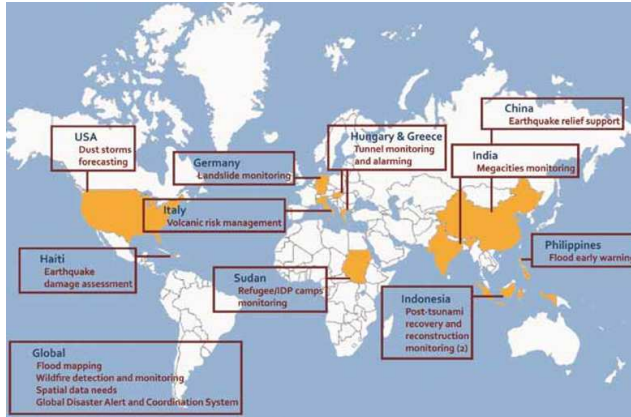 China
Earthquake relief support
USA
Dust storms
forecasting
Hungary & Greece
Tunnel monitoring
and alarming
Germany
Landslide monitoring
India
Megacities monitoring
Italy
Volcanic risk management
Haiti
Earthquake
damage assessment
Philippines
Flood early warning
Sudan
Refugee/IDP camps
monitoring
Indonesia
Post-tsunami
recovery and
reconstruction
monitoring (2)
Global
Flood mapping
Wildfire detection and monitoring
Spatial data needs
Global Disaster Alert and Coordination System